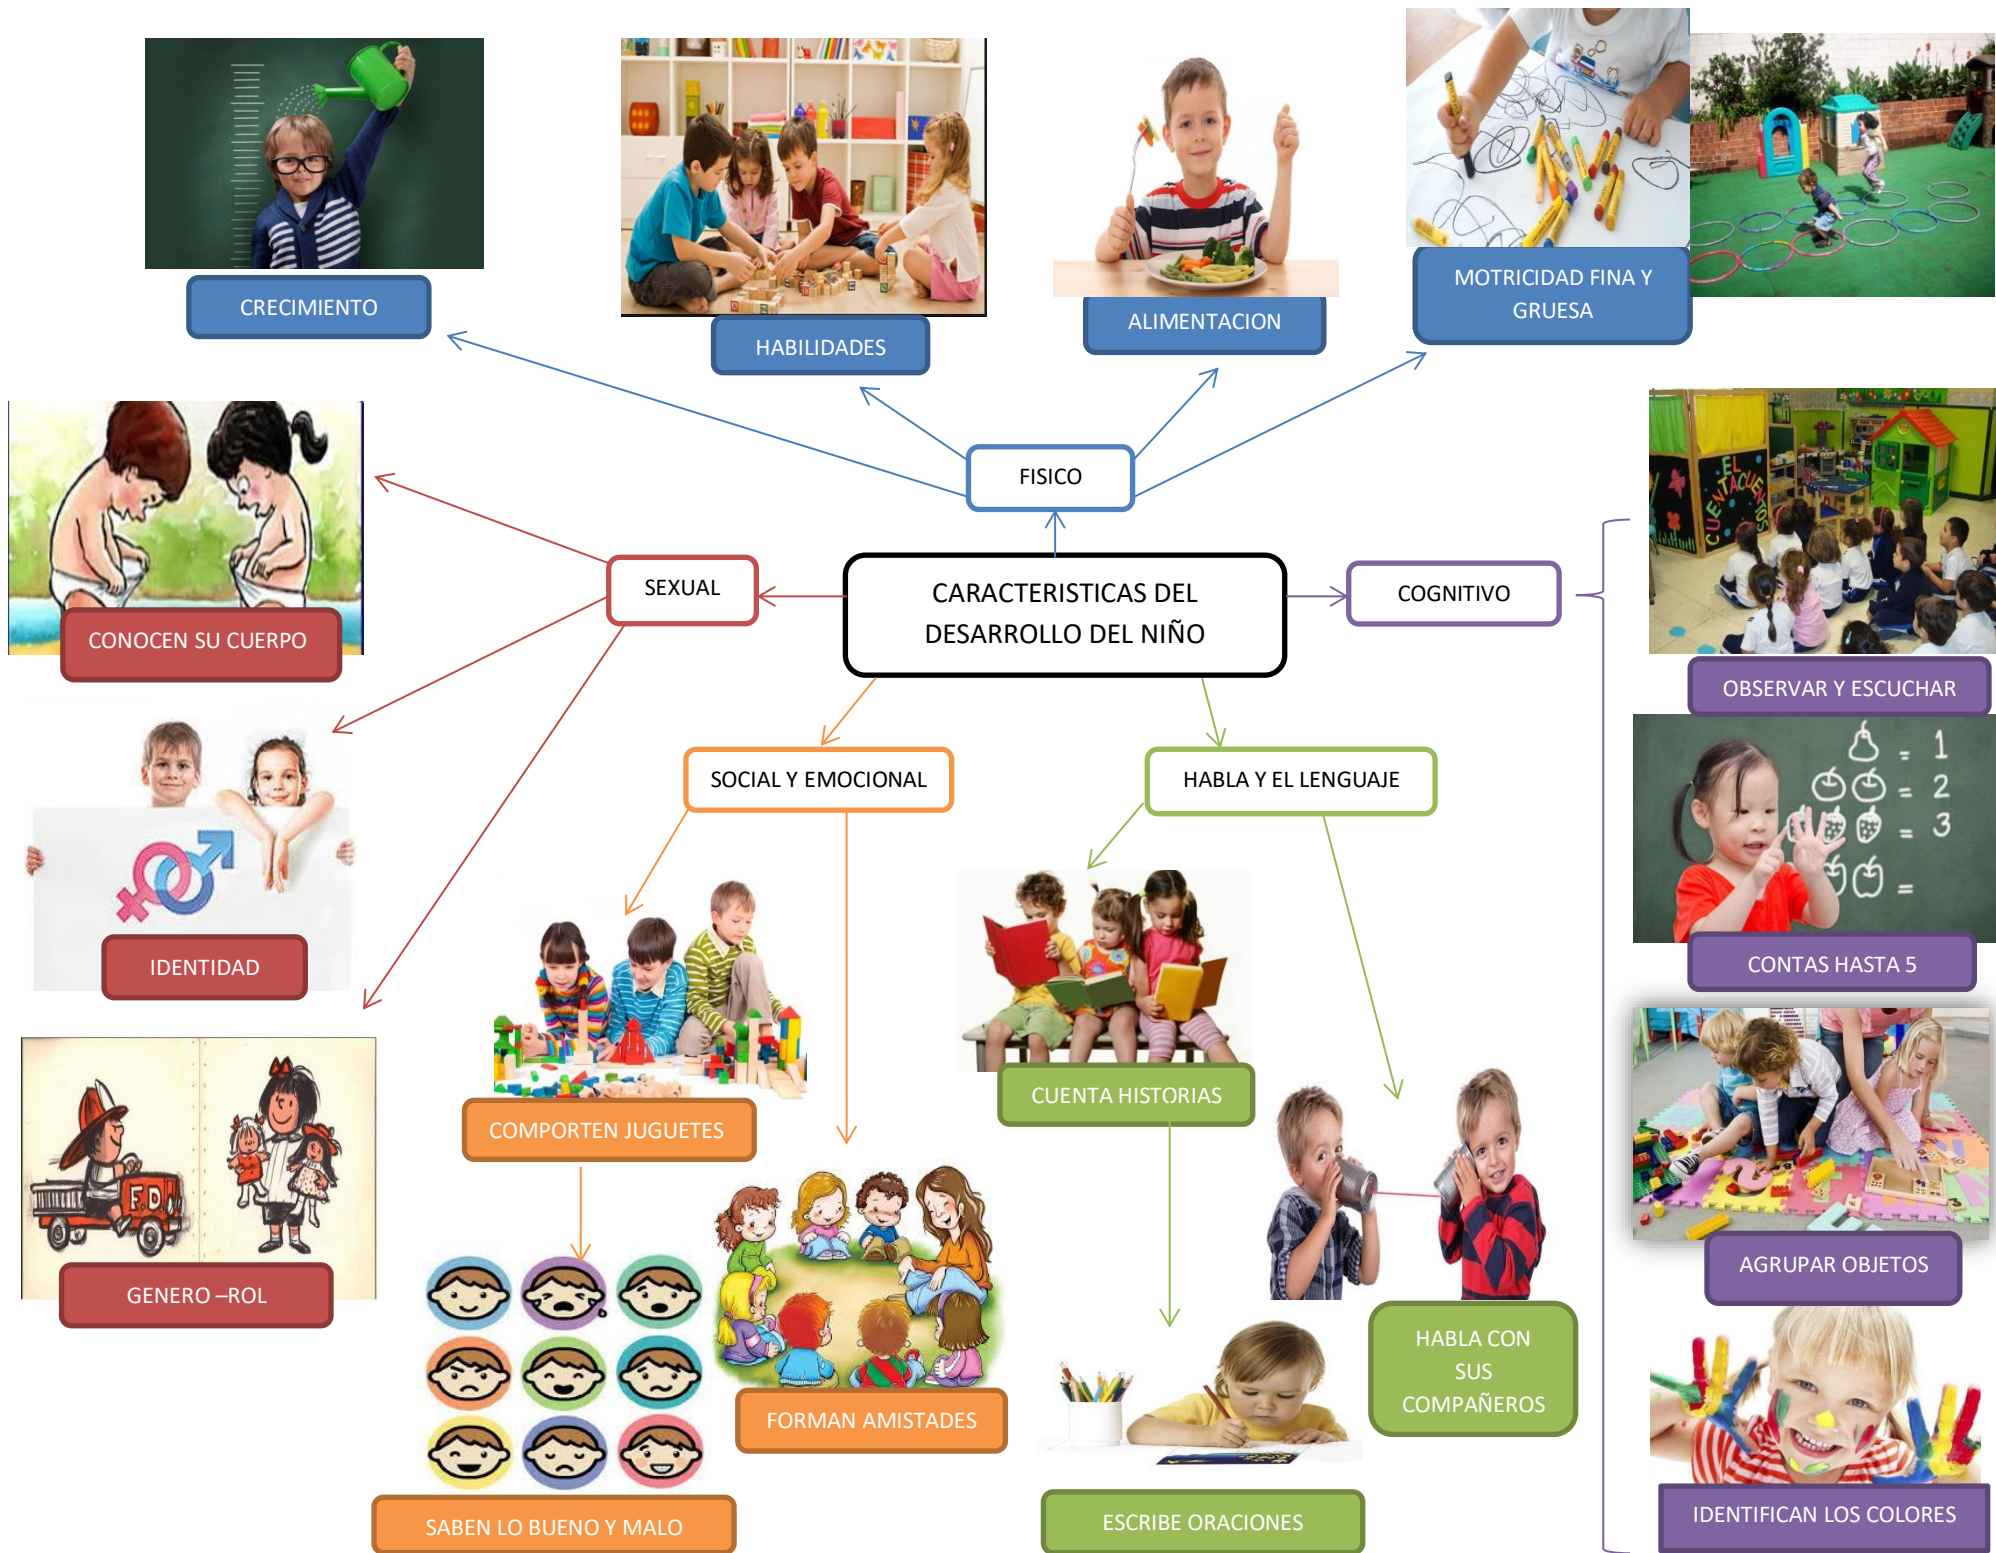 CRECIMIENTO
HABILIDADES
ALIMENTACION
MOTRICIDAD FINA Y
GRUESA
FISICO
SEXUAL
CARACTERISTICAS DEL
DESARROLLO DEL NIÑO
COGNITIVO
CONOCEN SU CUERPO
EL
CUENTACUENTOS
OBSERVAR Y ESCUCHAR
SOCIAL Y EMOCIONAL
HABLA Y EL LENGUAJE
= 1
= 2
= 3
=
IDENTIDAD
CONTAS HASTA 5
CUENTA HISTORIAS
COMPORTEN JUGUETES
F.D
GENERO –ROL
AGRUPAR OBJETOS
HABLA CON
SUS
COMPAÑEROS
FORMAN AMISTADES
SABEN LO BUENO Y MALO
ESCRIBE ORACIONES
IDENTIFICAN LOS COLORES